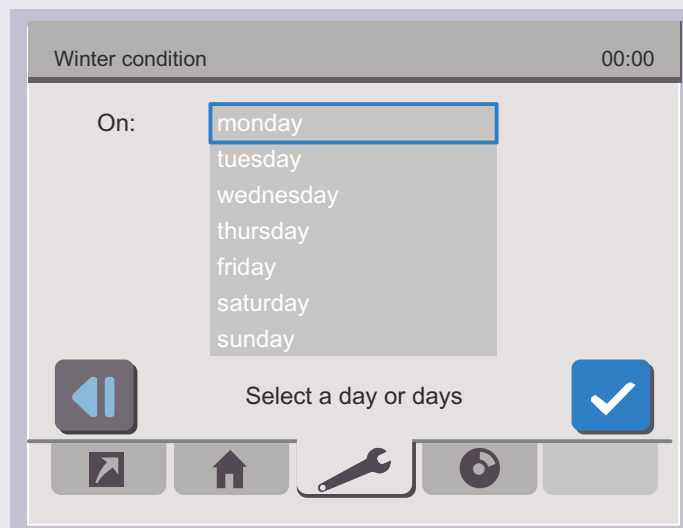 Winter condition 00:00
On: monday
tuesday
wednesday
thursday
friday
saturday
sunday
Select a day or days